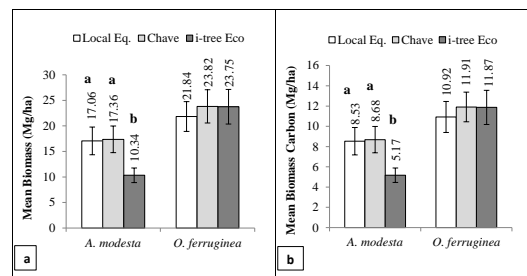 Local Eq. Chave i-tree Eco
Mean Biomass (Mg/ha)
30
25
20
15
10
5
0
a a b
17.06 17.36 10.34 21.84 23.82 23.75
A. modesta O. ferruginea
a
Local Eq. Chave i-tree Eco
Mean Biomass Carbon (Mg/ha)
16
14
12
10
8
6
4
2
0
a a b
8.53 8.68 5.17 10.92 11.91 11.87
A. modesta O. ferruginea
b